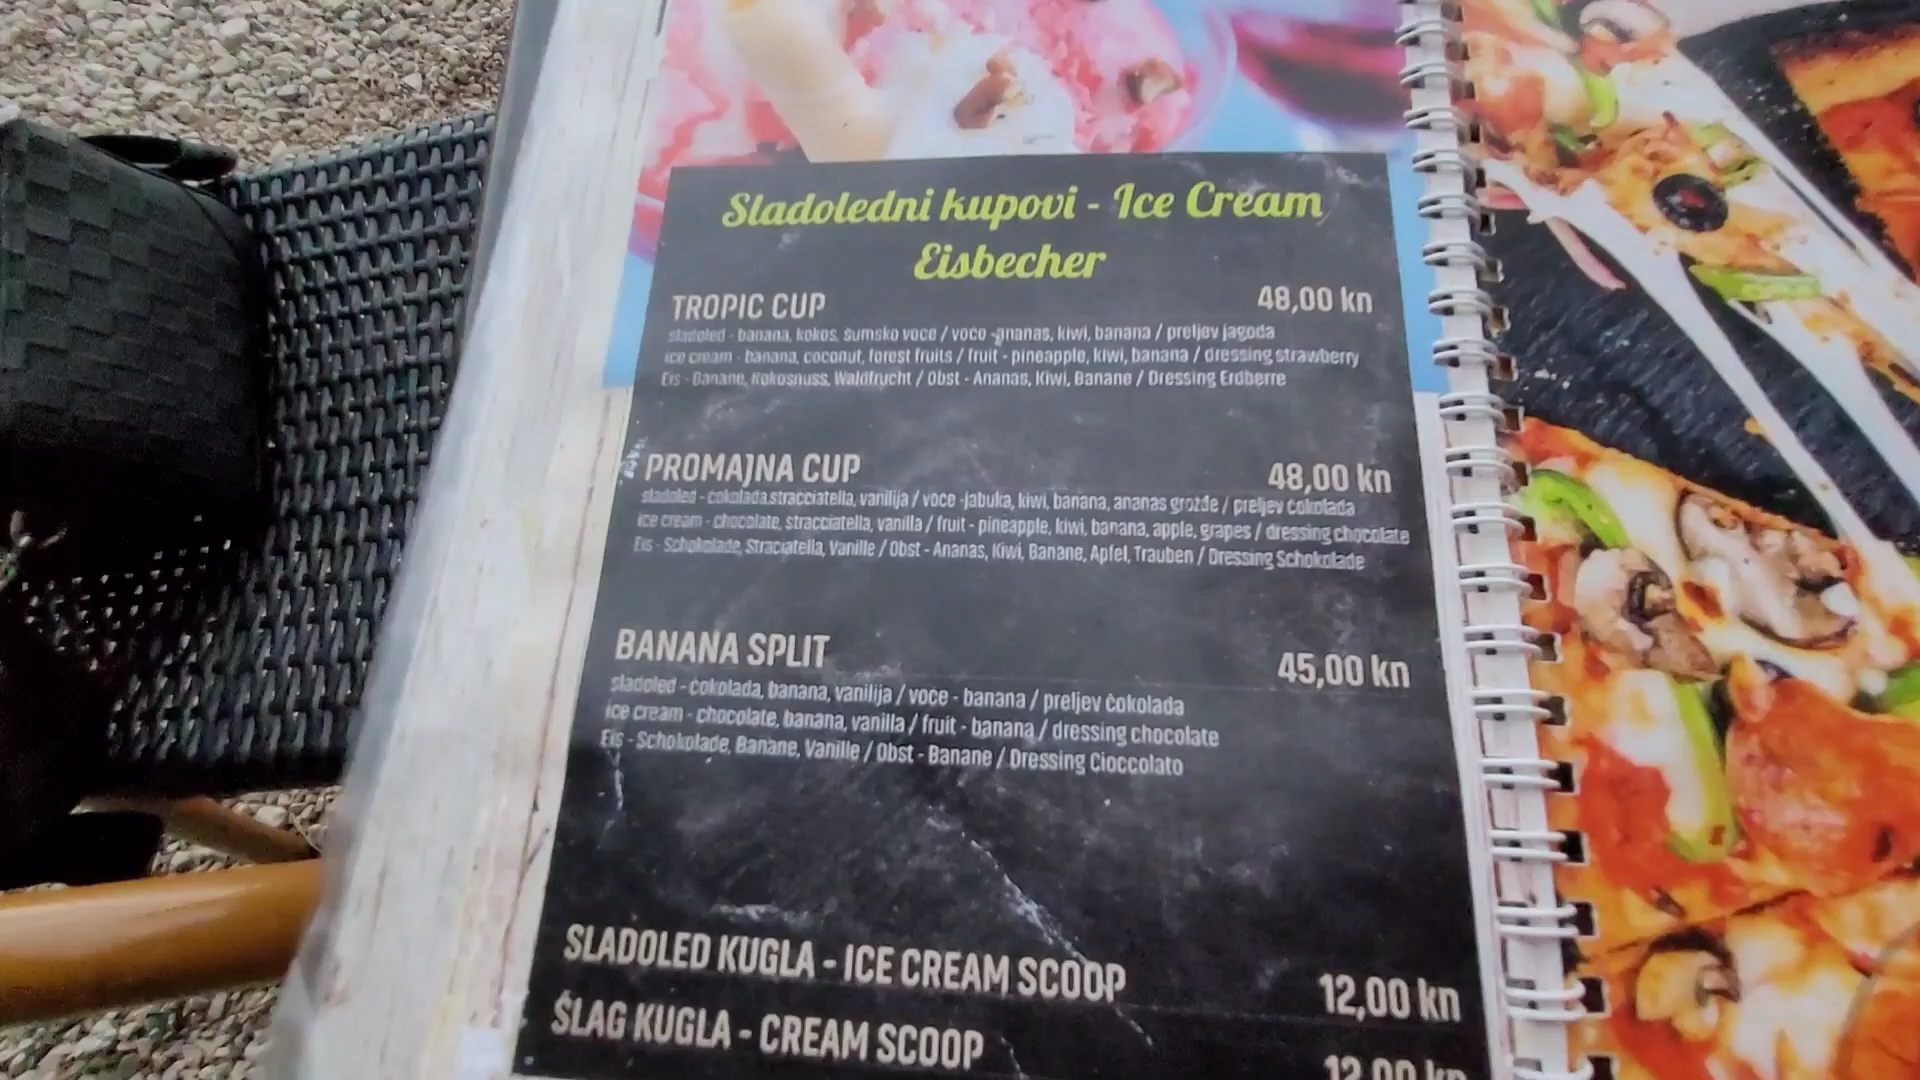 Sladoledni kupovi - Ice Cream
Eisbecher
TROPIC CUP 48,00 kn
sladoled - banana, kokos, šumsko voće / voće -ananas, kiwi, banana / preljev jagoda
ice cream - banana, coconut, forest fruits / fruit - pineapple, kiwi, banana / dressing strawberry
Eis - Banane, Kokosnuss, Waldfrucht / Obst - Ananas, Kiwi, Banane / Dressing Erdberre
PROMAJNA CUP 48,00 kn
sladoled - čokolada,stracciatella, vanilija / voće -jabuka, kiwi, banana, ananas grožđe / preljev čokolada
ice cream - chocolate, stracciatella, vanilla / fruit - pineapple, kiwi, banana, apple, grapes / dressing chocolate
Eis - Schokolade, Straciatella, Vanille / Obst - Ananas, Kiwi, Banane, Apfel, Trauben / Dressing Schokolade
BANANA SPLIT 45,00 kn
sladoled - čokolada, banana, vanilija / voće - banana / preljev čokolada
ice cream - chocolate, banana, vanilla / fruit - banana / dressing chocolate
Eis - Schokolade, Banane, Vanille / Obst - Banane / Dressing Cioccolato
SLADOLED KUGLA - ICE CREAM SCOOP 12,00 kn
ŠLAG KUGLA - CREAM SCOOP 12,00 kn